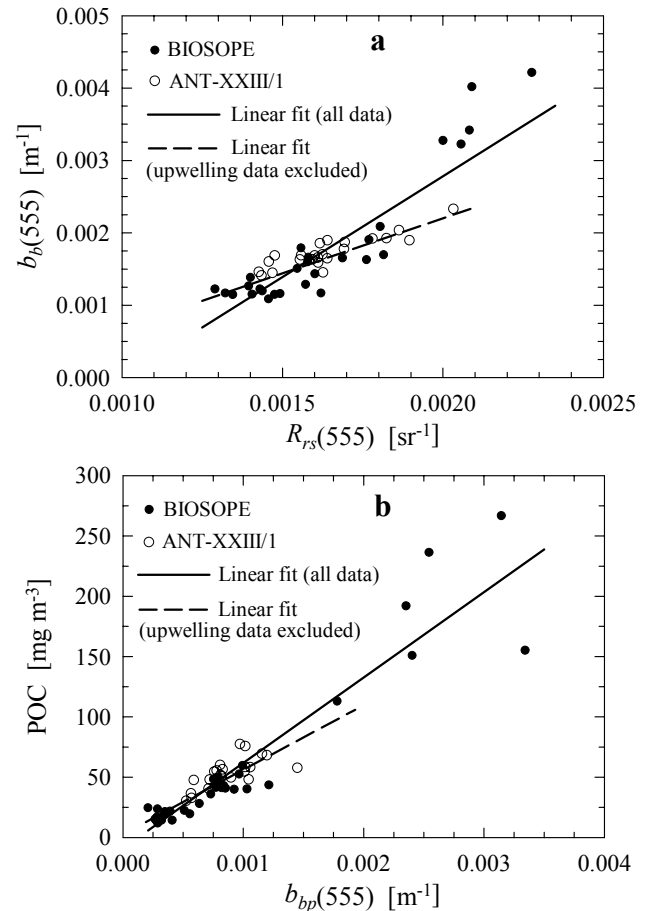 0.005
0.004
0.003
0.002
0.001
0.000
b_b(555) [m⁻¹]
a
BIOSOPE
ANT-XXIII/1
Linear fit (all data)
Linear fit
(upwelling data excluded)
0.0010 0.0015 0.0020 0.0025
R_rs(555) [sr⁻¹]
300
250
200
150
100
50
0
POC [mg m⁻³]
b
BIOSOPE
ANT-XXIII/1
Linear fit (all data)
Linear fit
(upwelling data excluded)
0.000 0.001 0.002 0.003 0.004
b_bp(555) [m⁻¹]